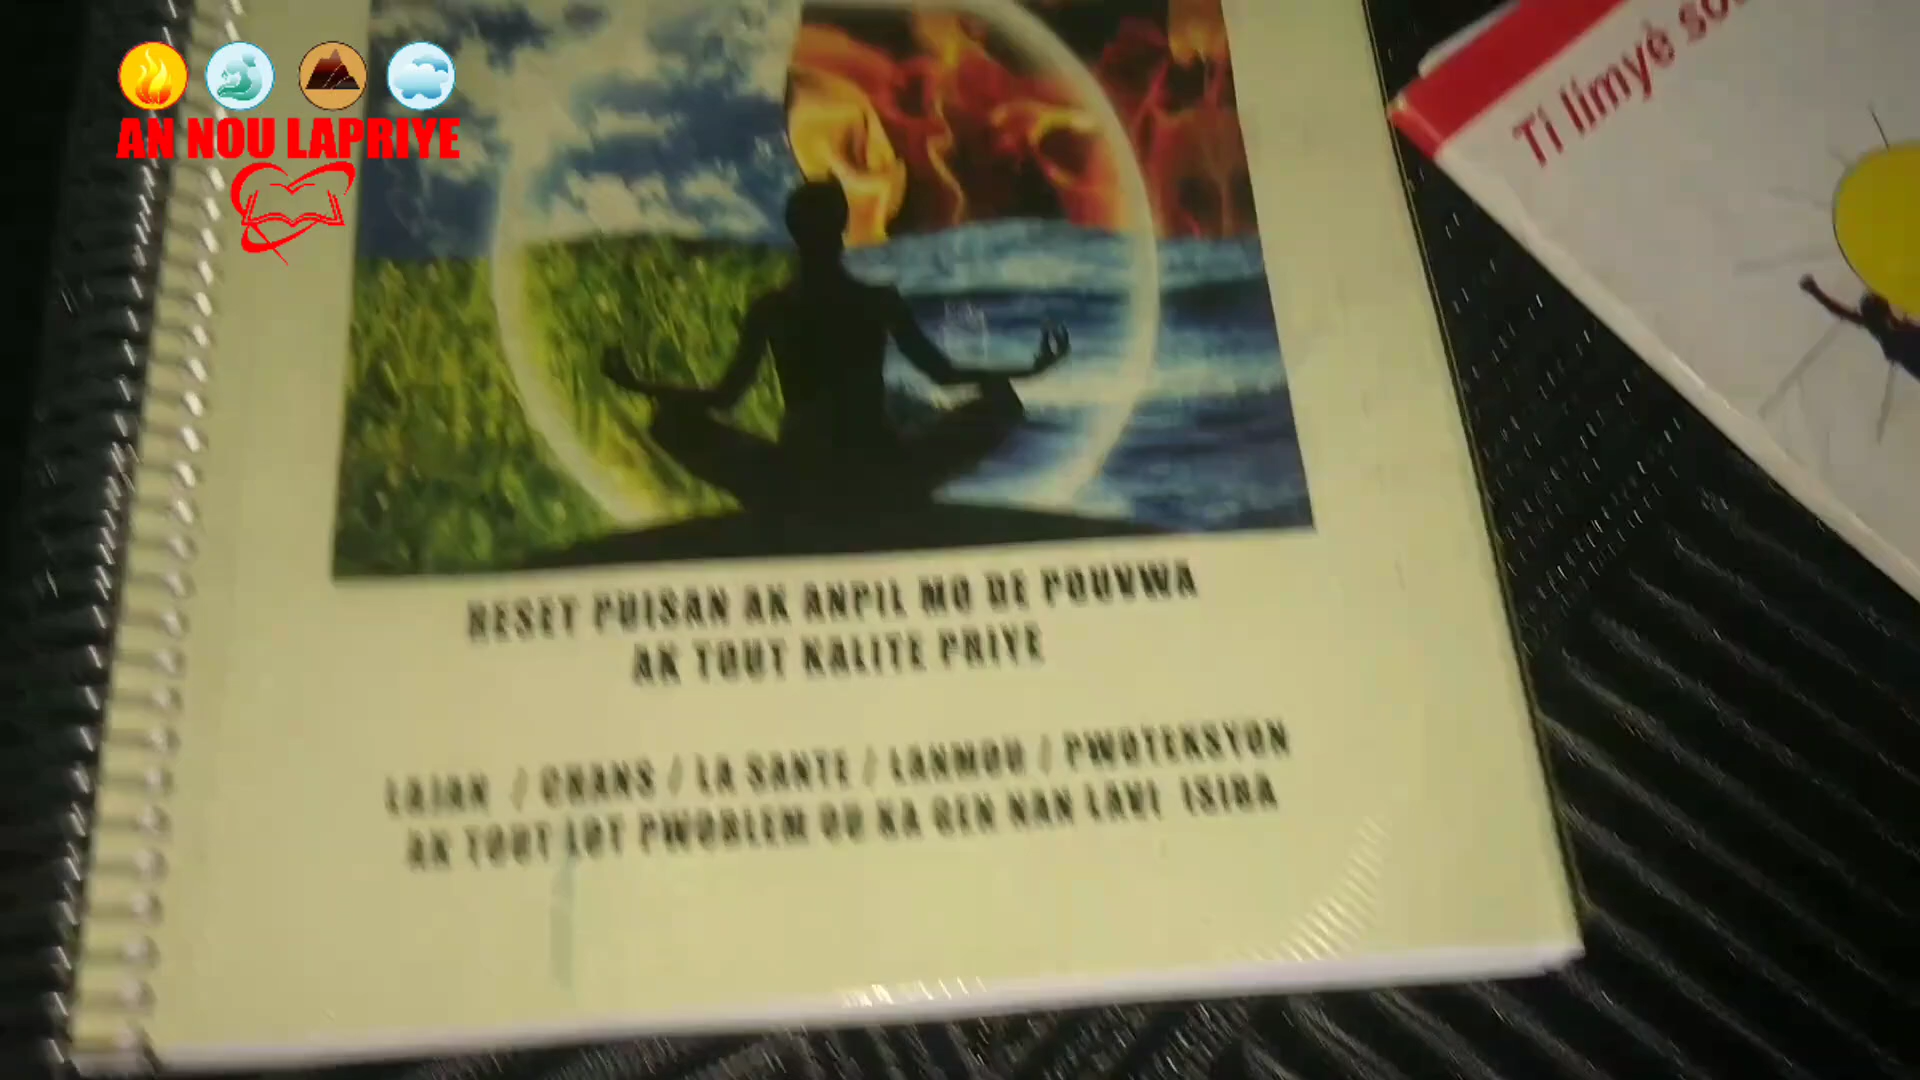 AN NOU LAPRIYE
Ti limyè
RESET PUISAN AK ANPIL MO DE POUVWA
AK TOUT KALITE PRIYE
LAJAN / CHANS / LA SANTE / LANMOU / PWOTEKSYON
AK TOUT LOT PWOBLEM OU KA GEN NAN LAVI ISIBA